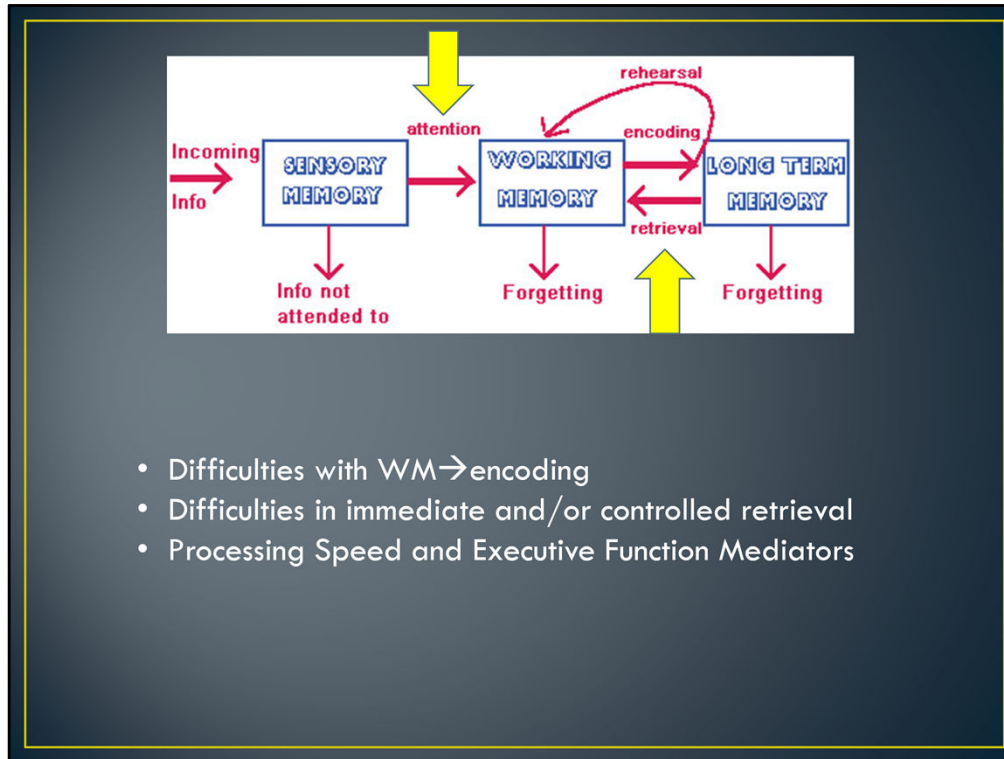 rehearsal
attention
encoding
Incoming
Info
SENSORY
MEMORY
WORKING
MEMORY
LONG TERM
MEMORY
retrieval
Info not
attended to
Forgetting
Forgetting
• Difficulties with WM→encoding
• Difficulties in immediate and/or controlled retrieval
• Processing Speed and Executive Function Mediators